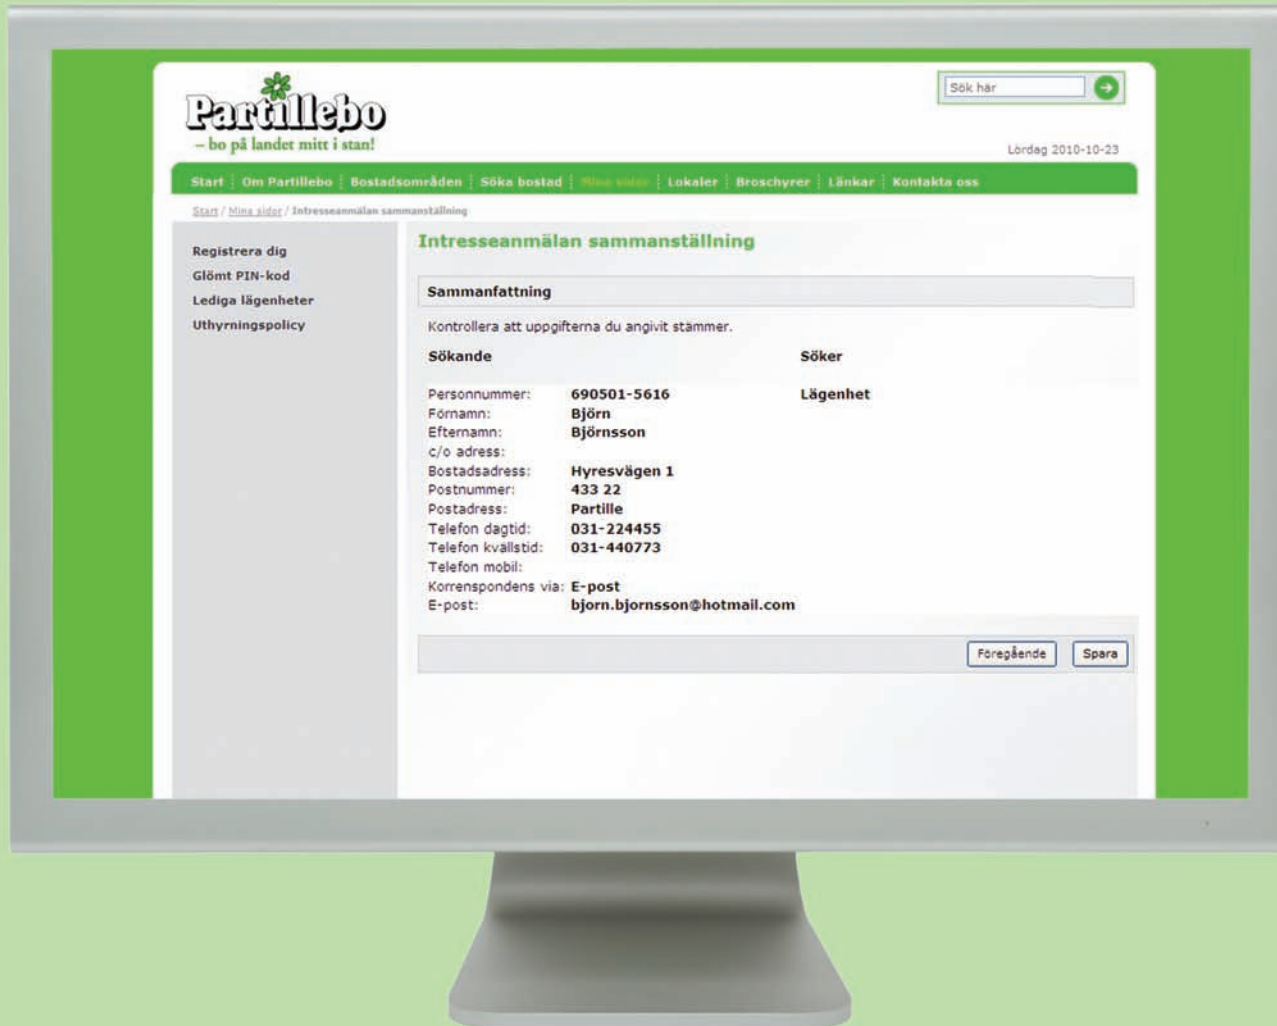 Partillebo
– bo på landet mitt i stan!
Sök här
Lördag 2010-10-23
Start Om Partillebo Bostadsområden Söka bostad Mina sidor Lokaler Broschyrer Länkar Kontakta oss
Start / Mina sidor / Intresseanmälan sammanställning
Registrera dig
Glömt PIN-kod
Lediga lägenheter
Uthyrningspolicy
Intresseanmälan sammanställning
Sammanfattning
Kontrollera att uppgifterna du angivit stämmer.
Sökande Söker
Personnummer: 690501-5616 Lägenhet
Förnamn: Björn
Efternamn: Björnsson
c/o adress:
Bostadsadress: Hyresvägen 1
Postnummer: 433 22
Postadress: Partille
Telefon dagtid: 031-224455
Telefon kvällstid: 031-440773
Telefon mobil:
Korrenspondens via: E-post
E-post: bjorn.bjornsson@hotmail.com
Föregående Spara